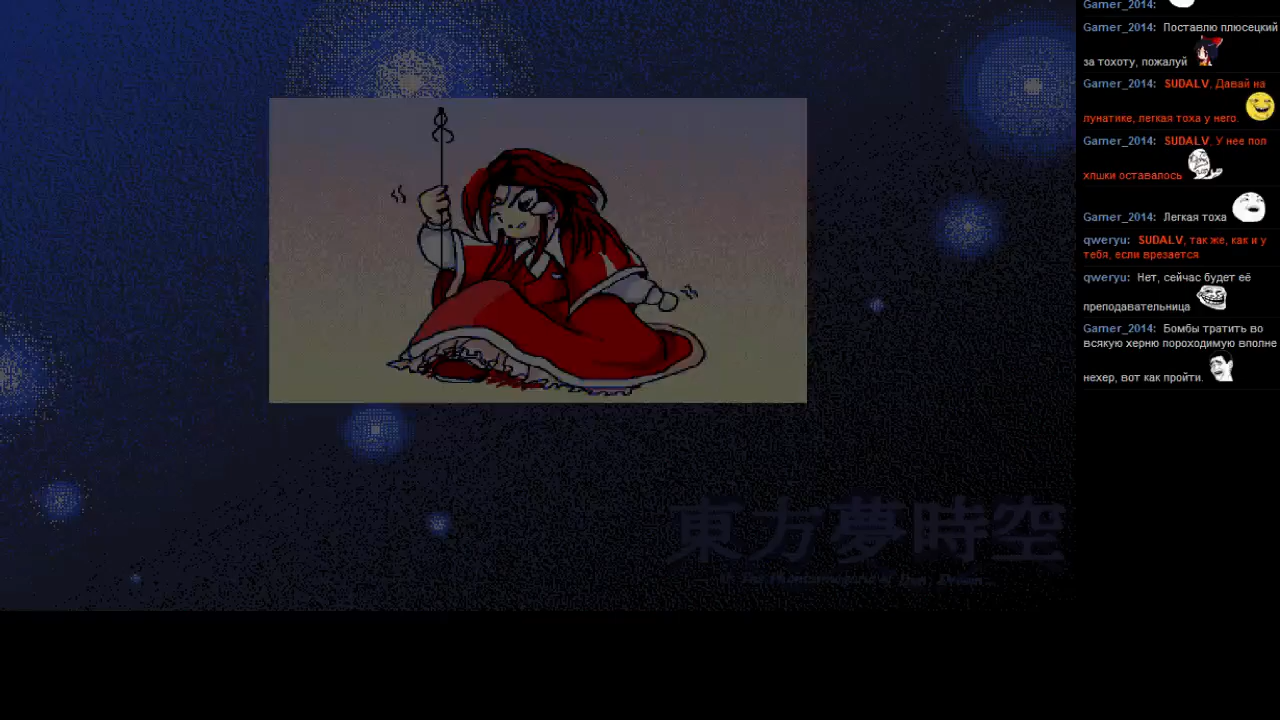 東方夢時空
Gamer_2014:
Gamer_2014: Поставлю плюсецкий
за тохоту, пожалуй
Gamer_2014: SUDALV, Давай на
лунатике, легкая тоха у него.
Gamer_2014: SUDALV, У нее пол
хпшки оставалось
Gamer_2014: Легкая тоха
qweryu: SUDALV, так же, как и у
тебя, если врезается
qweryu: Нет, сейчас будет её
преподавательница
Gamer_2014: Бомбы тратить во
всякую херню пороходимую вполне
нехер, вот как пройти.